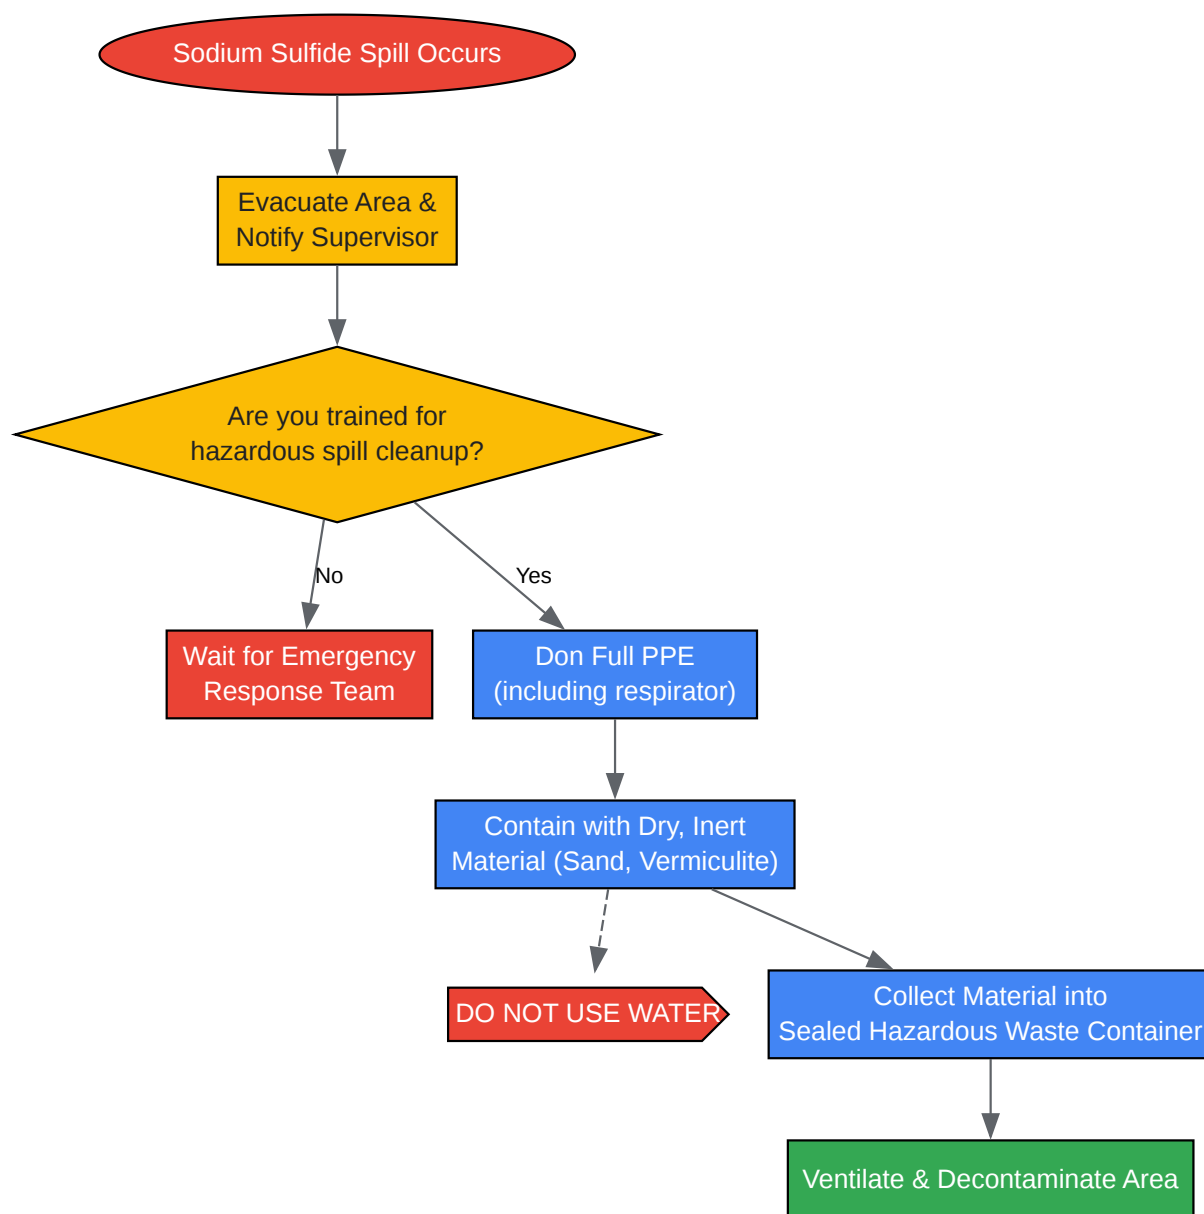 Sodium Sulfide Spill Occurs
Evacuate Area &
Notify Supervisor
Are you trained for
hazardous spill cleanup?
No
Yes
Wait for Emergency
Response Team
Don Full PPE
(including respirator)
Contain with Dry, Inert
Material (Sand, Vermiculite)
DO NOT USE WATER
Collect Material into
Sealed Hazardous Waste Container
Ventilate & Decontaminate Area